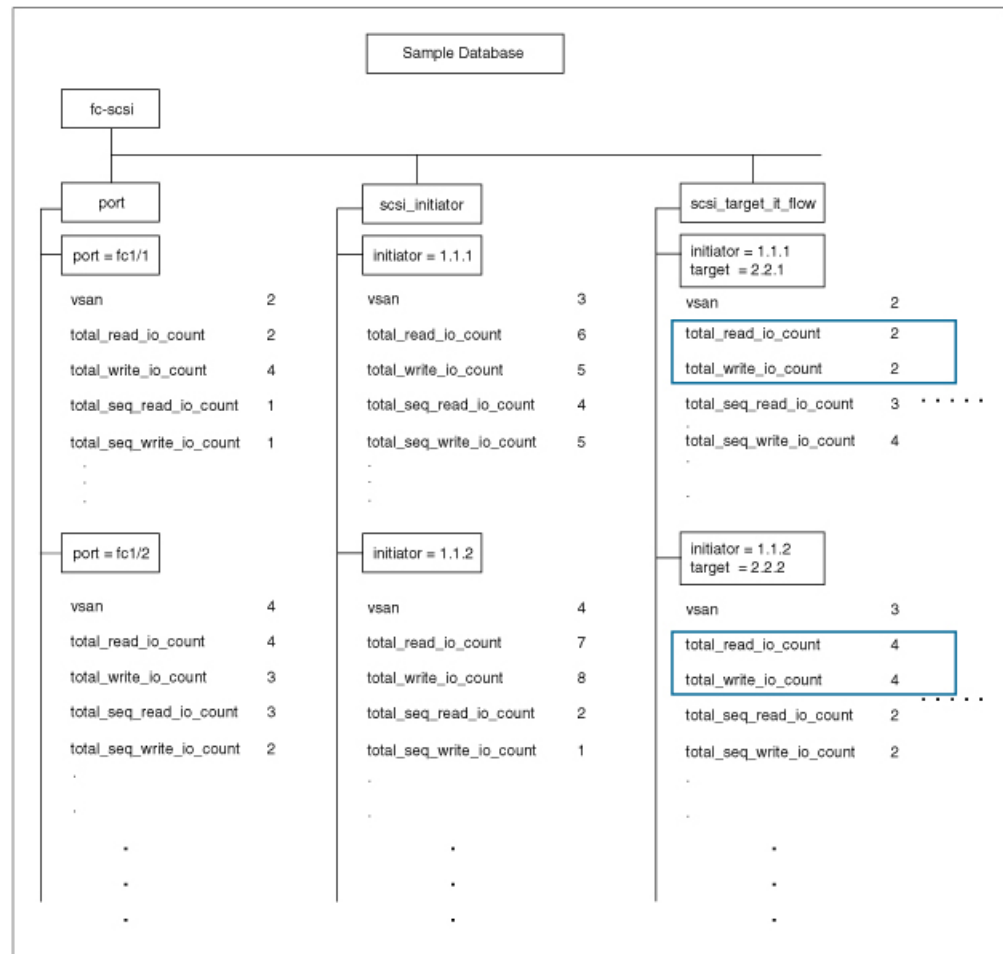 Sample Database
fc-scsi
port
port = fc1/1
vsan 2
total_read_io_count 2
total_write_io_count 4
total_seq_read_io_count 1
total_seq_write_io_count 1
port = fc1/2
vsan 4
total_read_io_count 4
total_write_io_count 3
total_seq_read_io_count 3
total_seq_write_io_count 2
scsi_initiator
initiator = 1.1.1
vsan 3
total_read_io_count 6
total_write_io_count 5
total_seq_read_io_count 4
total_seq_write_io_count 5
initiator = 1.1.2
vsan 4
total_read_io_count 7
total_write_io_count 8
total_seq_read_io_count 2
total_seq_write_io_count 1
scsi_target_it_flow
initiator = 1.1.1
target = 2.2.1
vsan 2
total_read_io_count 2
total_write_io_count 2
total_seq_read_io_count 3
total_seq_write_io_count 4
initiator = 1.1.2
target = 2.2.2
vsan 3
total_read_io_count 4
total_write_io_count 4
total_seq_read_io_count 2
total_seq_write_io_count 2